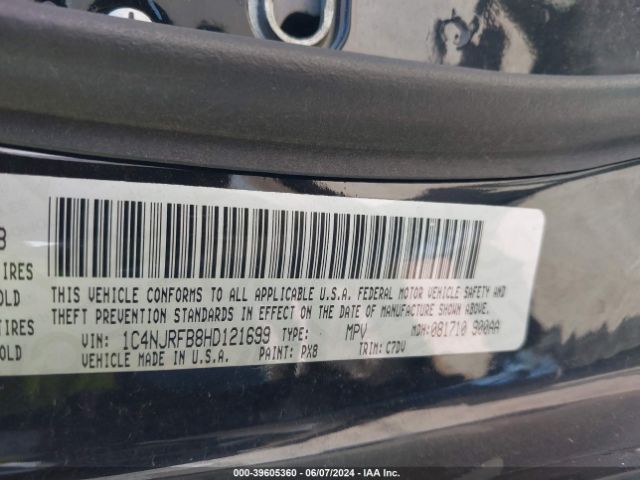 8
IRES
OLD
IRES
OLD
THIS VEHICLE CONFORMS TO ALL APPLICABLE U.S.A. FEDERAL MOTOR VEHICLE SAFETY AND
THEFT PREVENTION STANDARDS IN EFFECT ON THE DATE OF MANUFACTURE SHOWN ABOVE.
VIN: 1C4NJRFB8HD121699 TYPE: MPV MDH: 081710 900AA
VEHICLE MADE IN U.S.A. PAINT: PX8 TRIM: C7DV
000-39605360 - 06/07/2024 - IAA Inc.